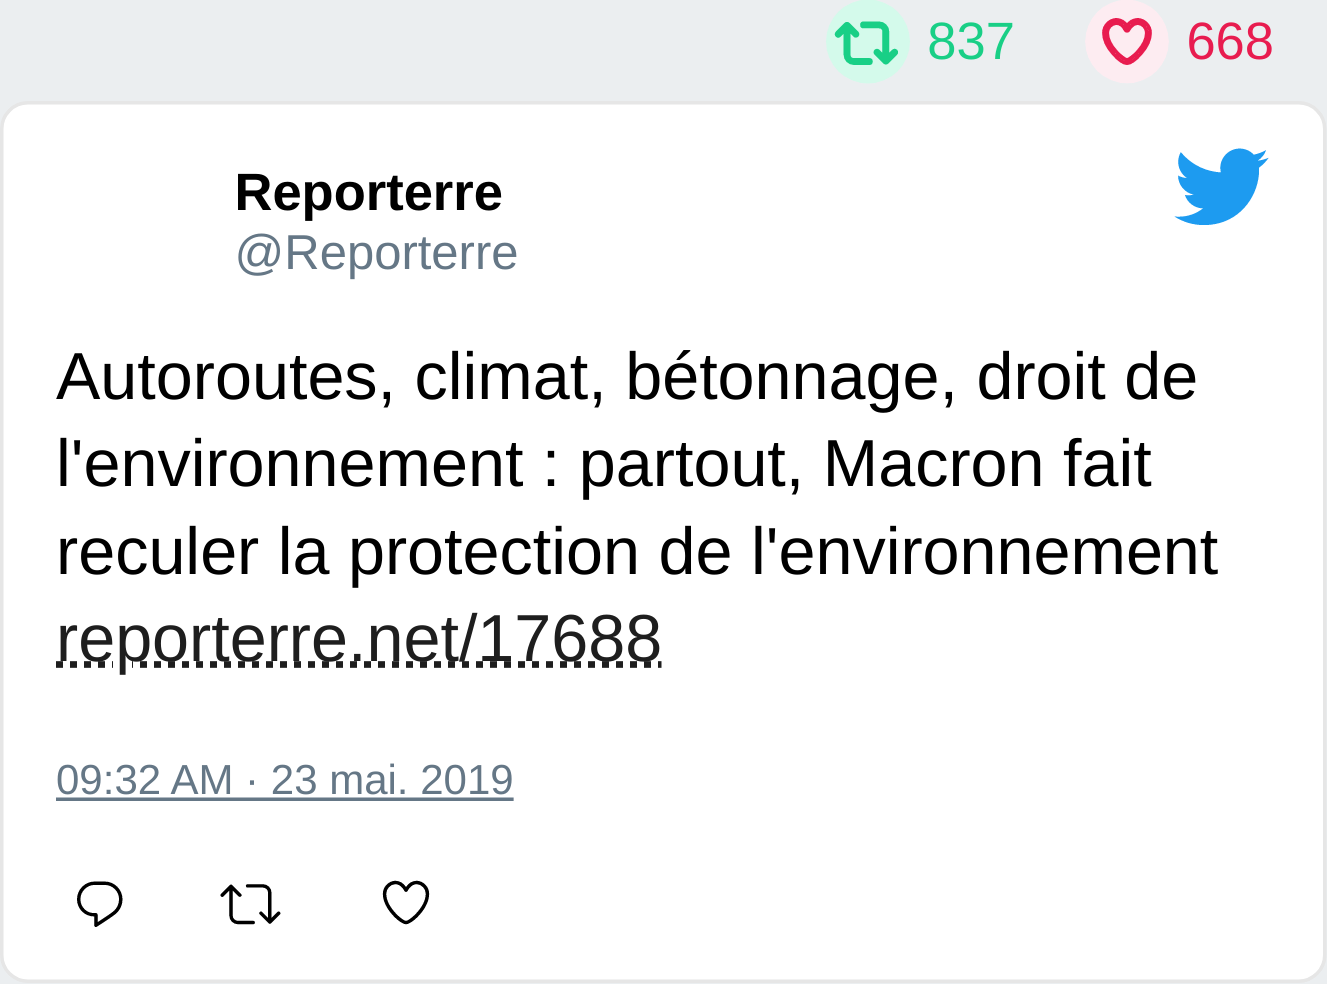 837 668
Reporterre
@Reporterre
Autoroutes, climat, bétonnage, droit de
l'environnement : partout, Macron fait
reculer la protection de l'environnement
reporterre.net/17688
09:32 AM · 23 mai. 2019